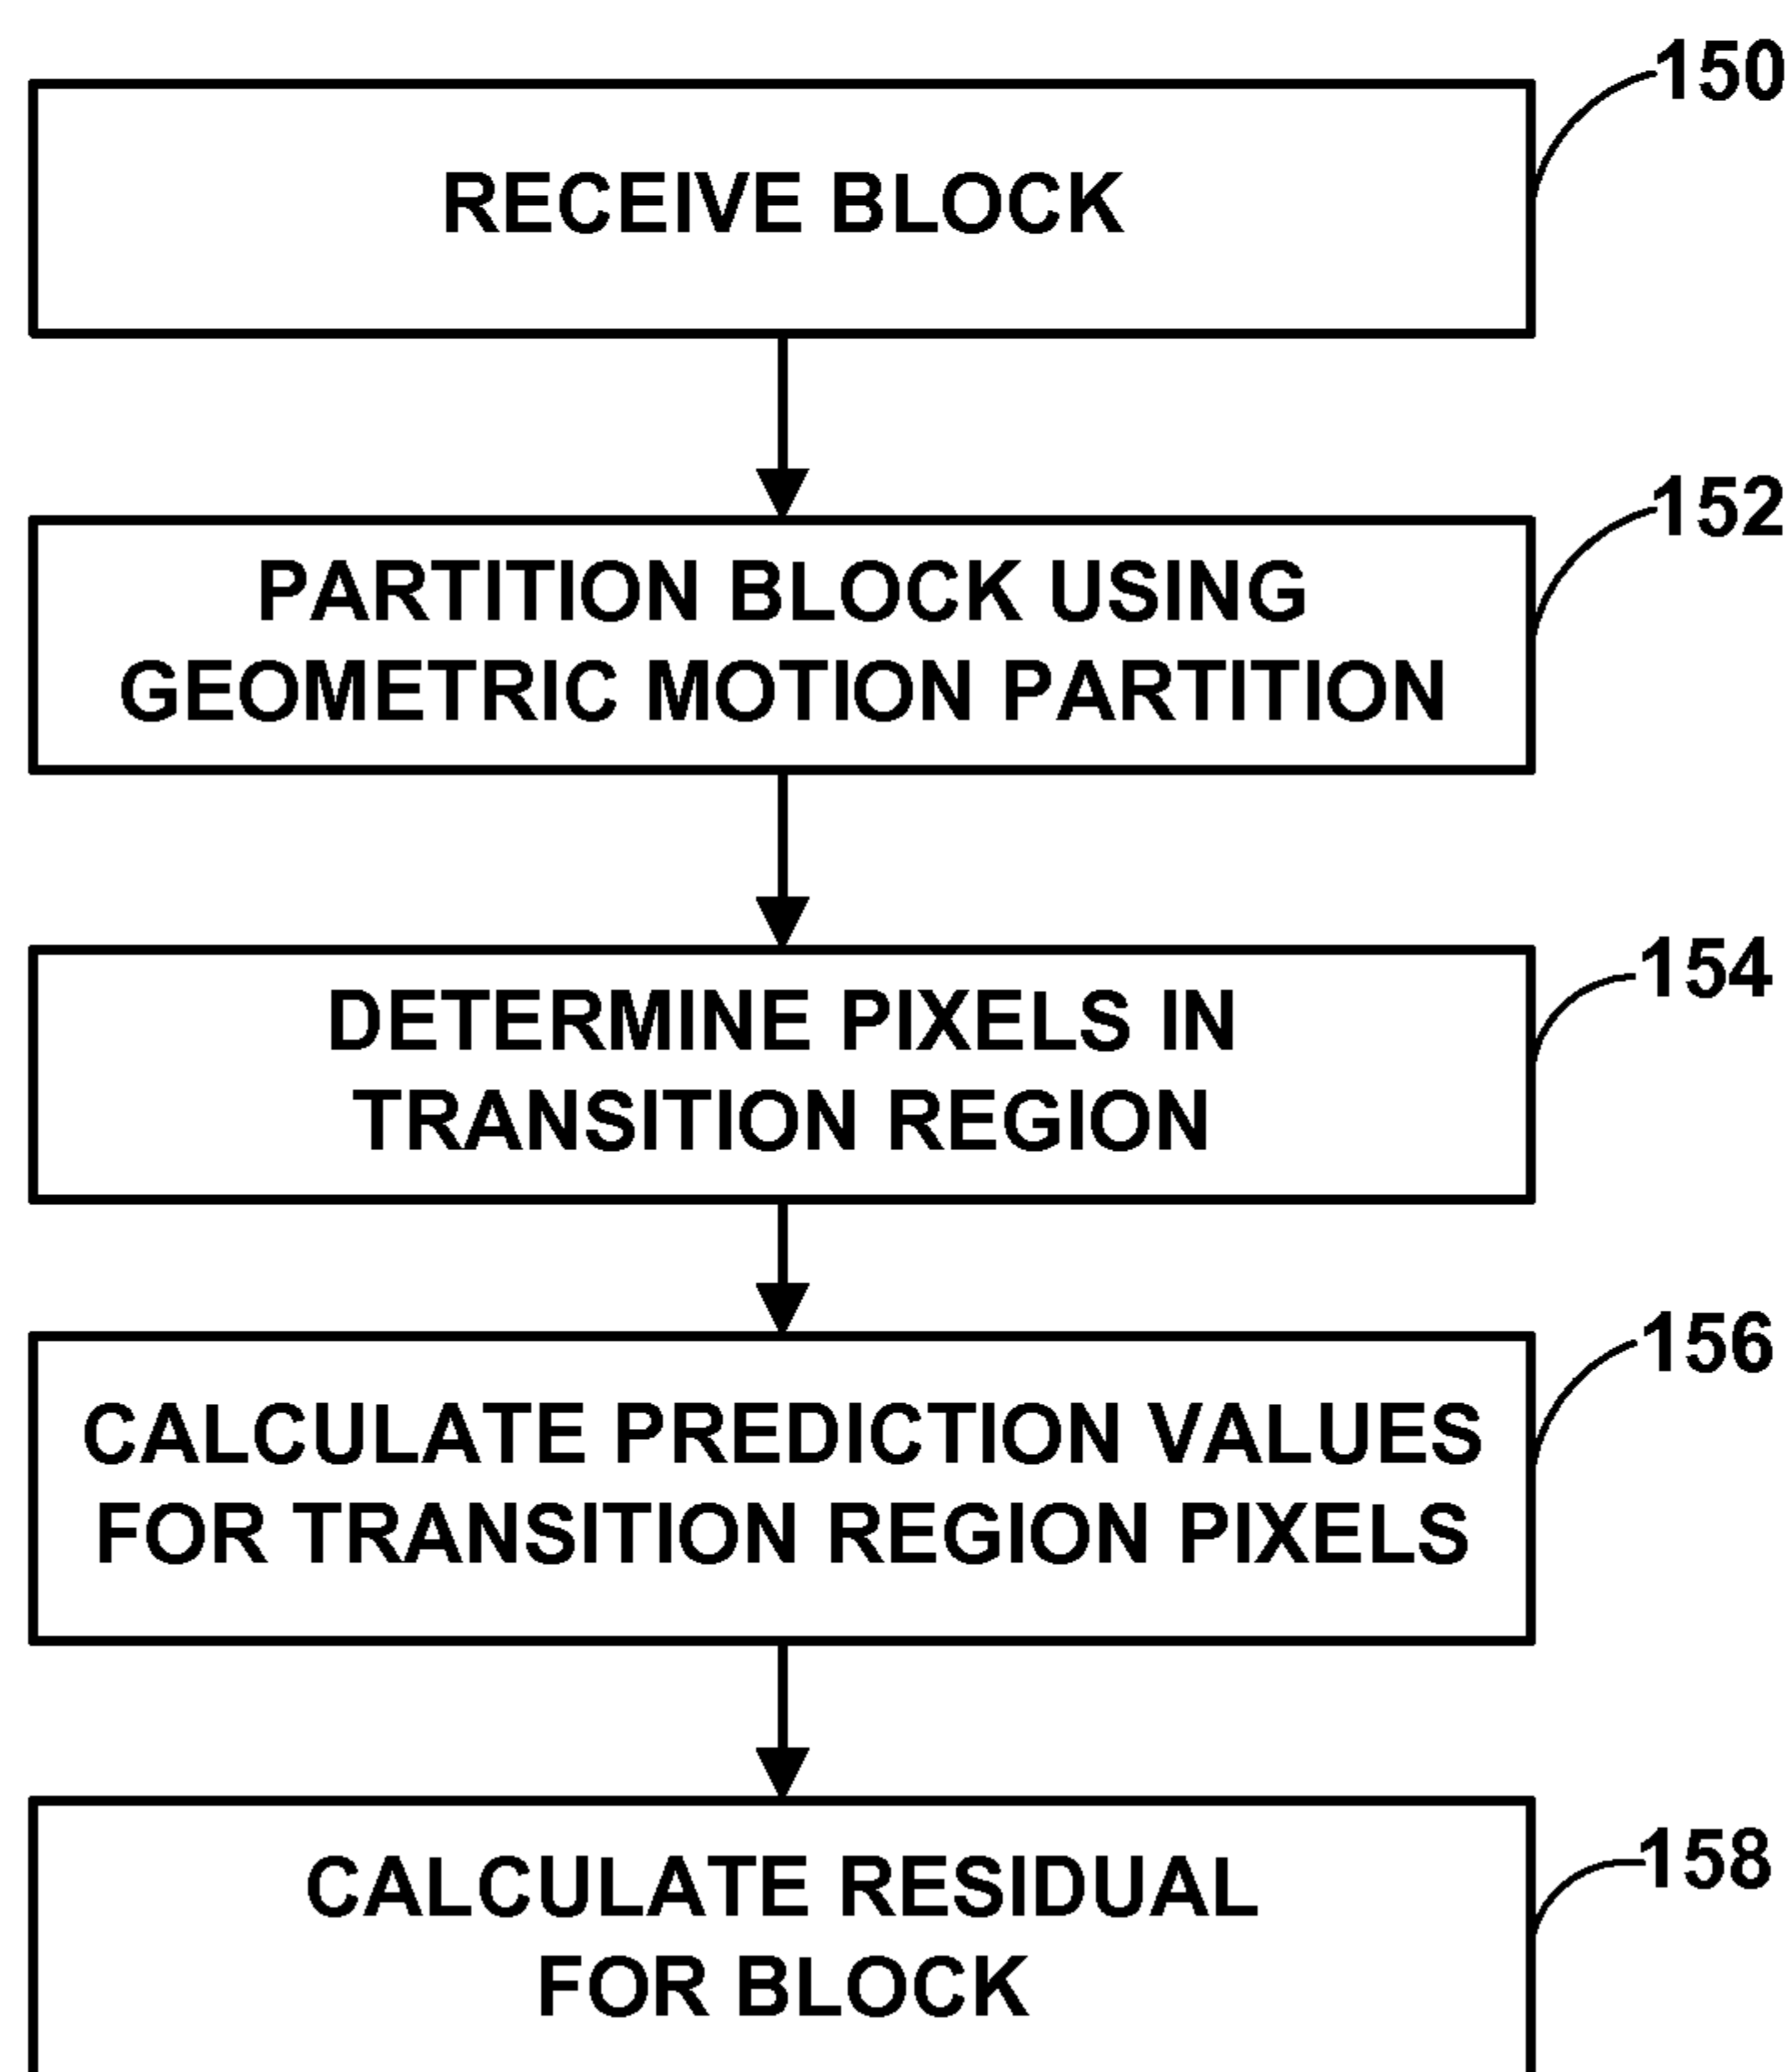 150
RECEIVE BLOCK
152
PARTITION BLOCK USING
GEOMETRIC MOTION PARTITION
154
DETERMINE PIXELS IN
TRANSITION REGION
156
CALCULATE PREDICTION VALUES
FOR TRANSITION REGION PIXELS
158
CALCULATE RESIDUAL
FOR BLOCK